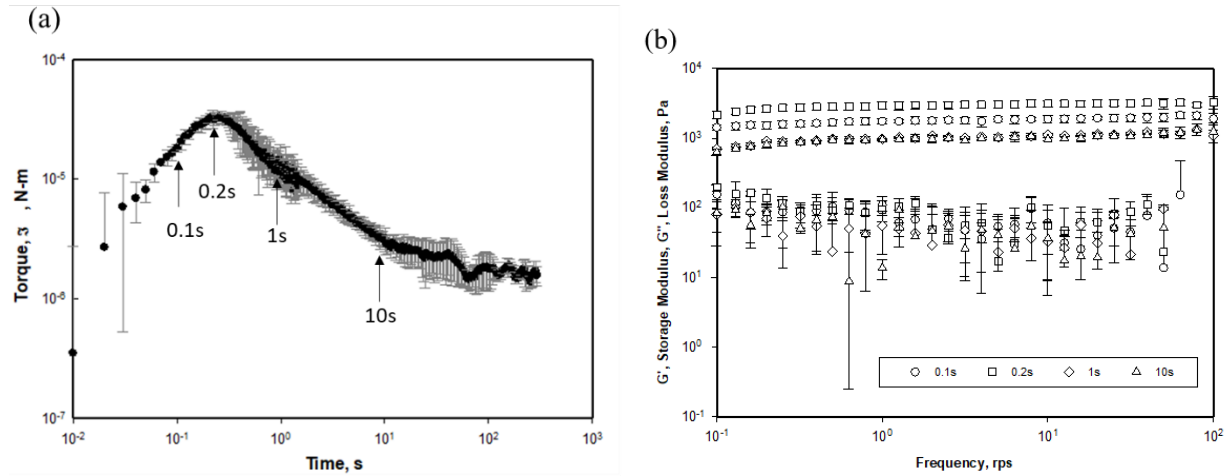 (a)
Torque, ɜ , N-m
10⁻⁴
10⁻⁵
10⁻⁶
10⁻⁷
0.1s
0.2s
1s
10s
10⁻²
10⁻¹
10⁰
10¹
10²
10³
Time, s
(b)
G', Storage Modulus, G'', Loss Modulus, Pa
10⁴
10³
10²
10¹
10⁰
10⁻¹
0.1s 0.2s 1s 10s
10⁻¹
10⁰
10¹
10²
Frequency, rps